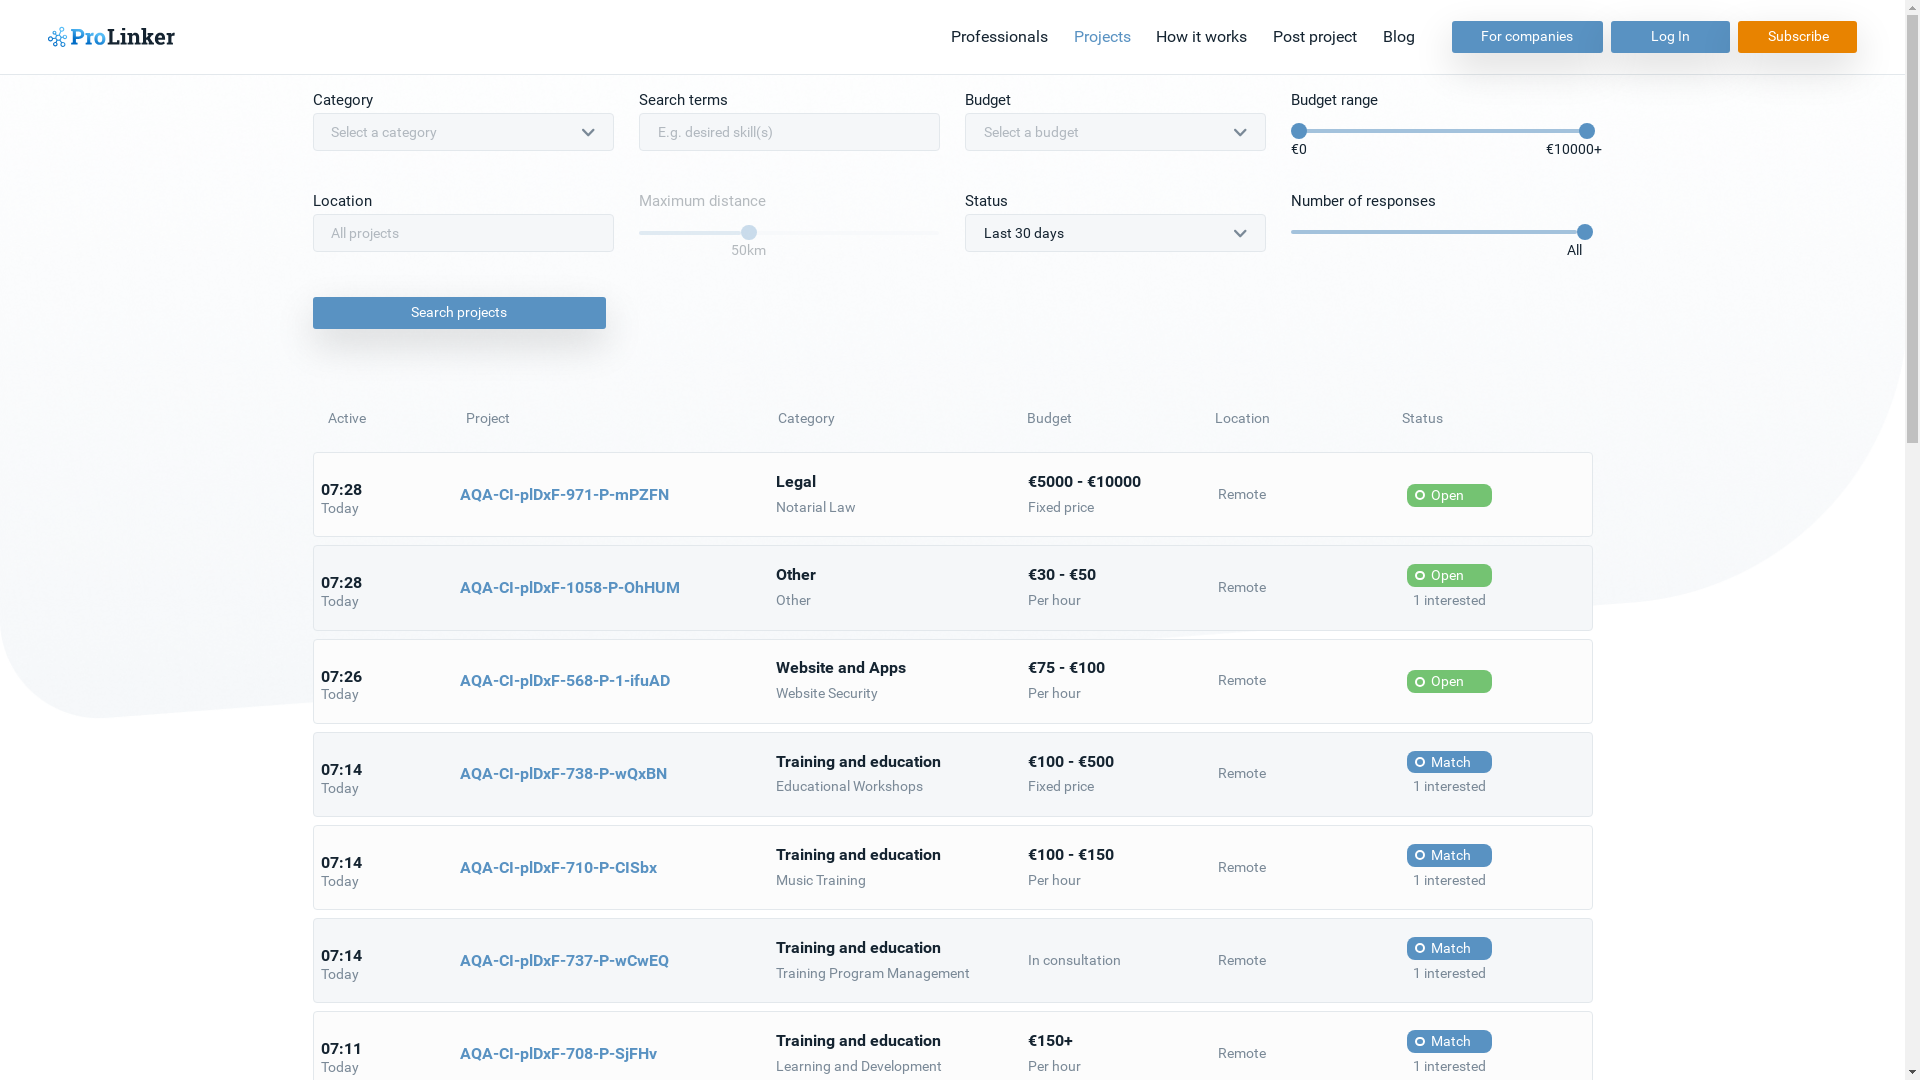 ProLinker
Professionals Projects How it works Post project Blog For companies Log In Subscribe
Category Search terms Budget Budget range
Select a category E.g. desired skill(s) Select a budget
€0 €10000+
Location Maximum distance Status Number of responses
All projects Last 30 days
50km All
Search projects
Active Project Category Budget Location Status
07:28 Today AQA-CI-plDxF-971-P-mPZFN Legal Notarial Law €5000 - €10000 Fixed price Remote Open
07:28 Today AQA-CI-plDxF-1058-P-OhHUM Other Other €30 - €50 Per hour Remote Open 1 interested
07:26 Today AQA-CI-plDxF-568-P-1-ifuAD Website and Apps Website Security €75 - €100 Per hour Remote Open
07:14 Today AQA-CI-plDxF-738-P-wQxBN Training and education Educational Workshops €100 - €500 Fixed price Remote Match 1 interested
07:14 Today AQA-CI-plDxF-710-P-CISbx Training and education Music Training €100 - €150 Per hour Remote Match 1 interested
07:14 Today AQA-CI-plDxF-737-P-wCwEQ Training and education Training Program Management In consultation Remote Match 1 interested
07:11 Today AQA-CI-plDxF-708-P-SjFHv Training and education Learning and Development €150+ Per hour Remote Match 1 interested